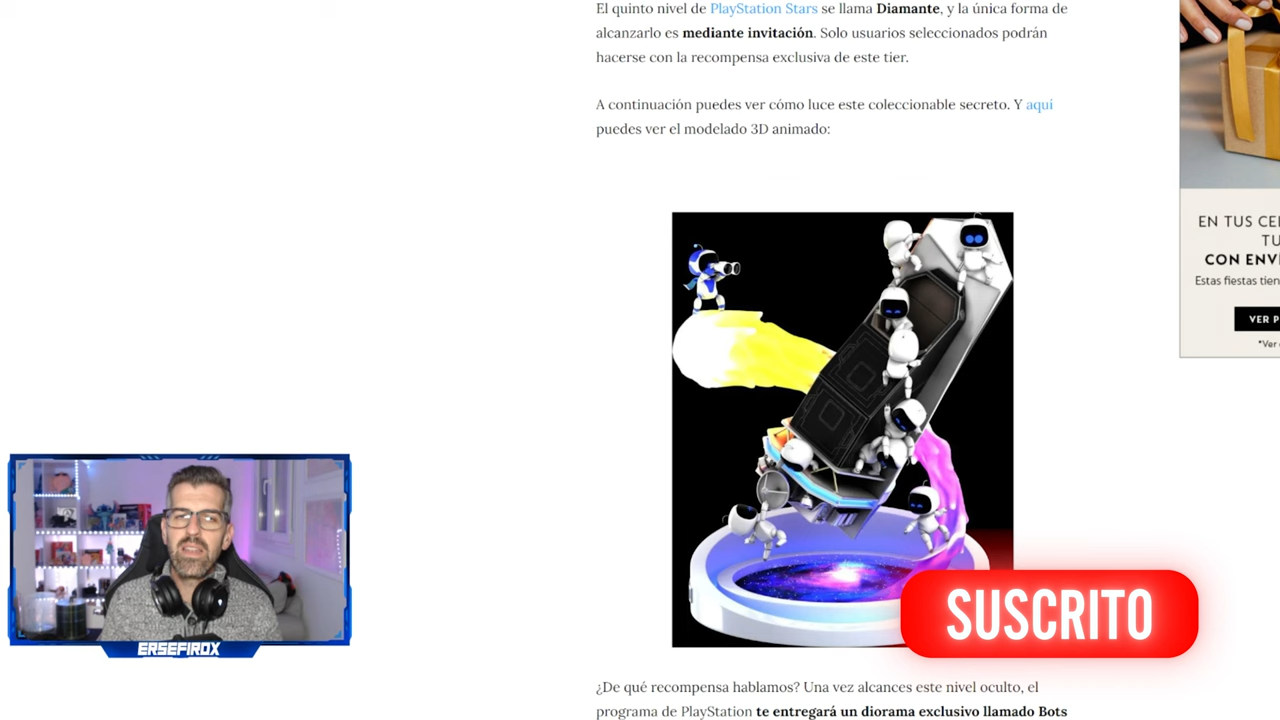 El quinto nivel de PlayStation Stars se llama Diamante, y la única forma de
alcanzarlo es mediante invitación. Solo usuarios seleccionados podrán
hacerse con la recompensa exclusiva de este tier.
A continuación puedes ver cómo luce este coleccionable secreto. Y aquí
puedes ver el modelado 3D animado:
EN TUS
TU
CON
Estas fiestas
VER
*Ver
ERSEFIROX
SUSCRITO
¿De qué recompensa hablamos? Una vez alcances este nivel oculto, el
programa de PlayStation te entregará un diorama exclusivo llamado Bots